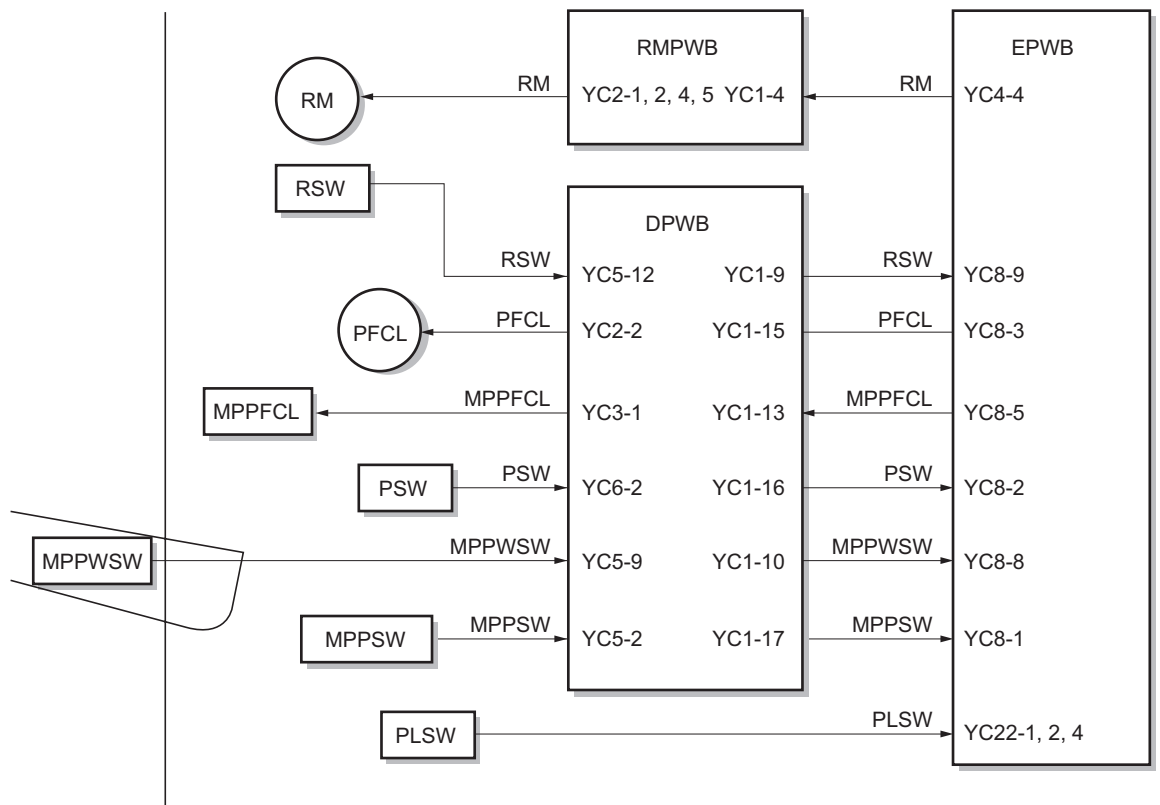 RMPWB EPWB
RM RM YC2-1, 2, 4, 5 YC1-4 RM YC4-4
RSW
DPWB
RSW YC5-12 YC1-9 RSW YC8-9
PFCL PFCL YC2-2 YC1-15 PFCL YC8-3
MPPFCL MPPFCL YC3-1 YC1-13 MPPFCL YC8-5
PSW PSW YC6-2 YC1-16 PSW YC8-2
MPPWSW MPPWSW YC5-9 YC1-10 MPPWSW YC8-8
MPPSW MPPSW YC5-2 YC1-17 MPPSW YC8-1
PLSW PLSW YC22-1, 2, 4